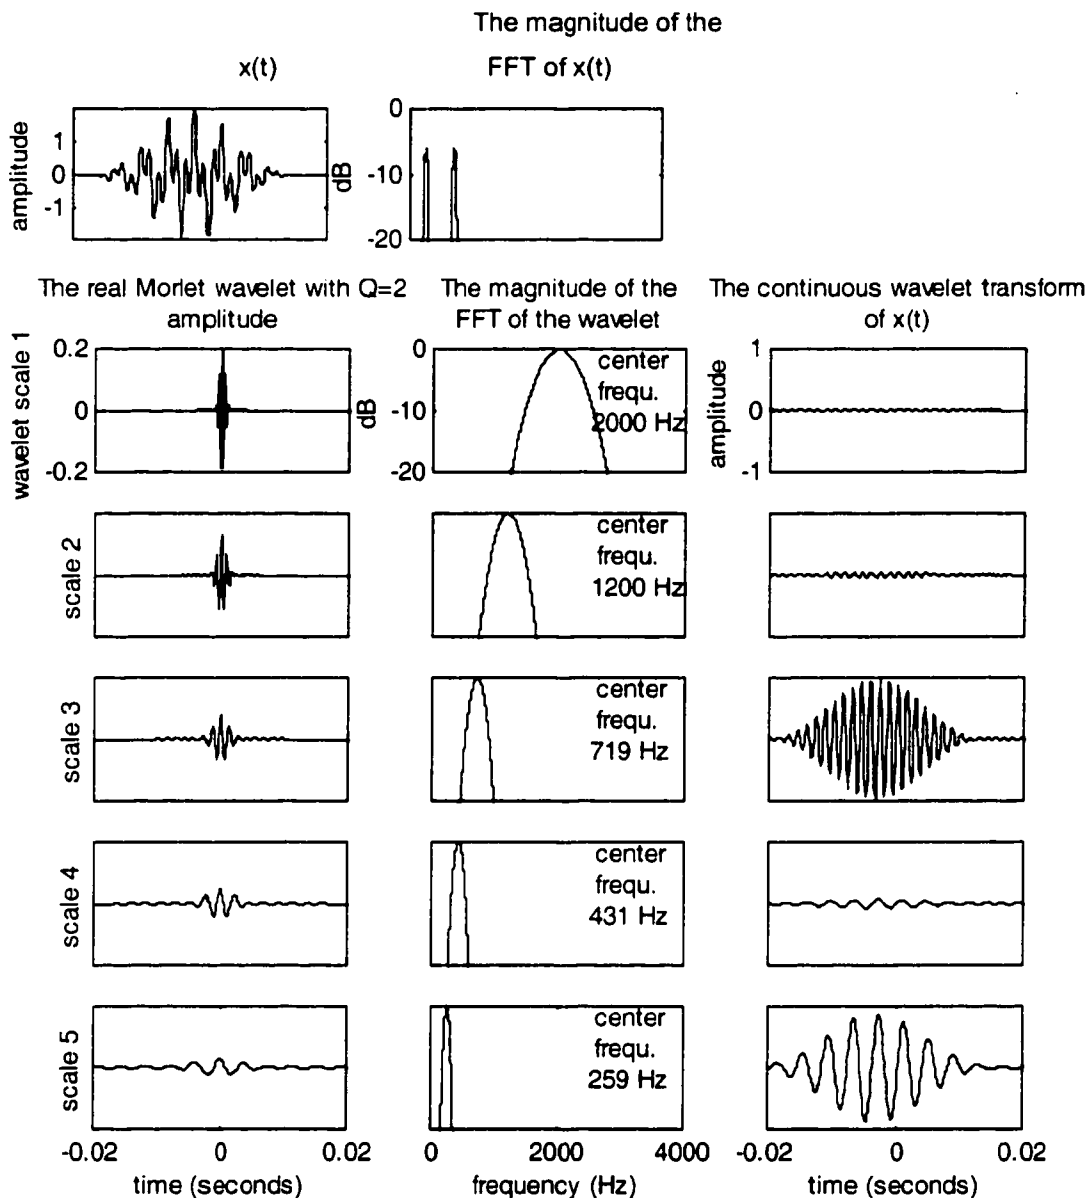 The magnitude of the
x(t)
FFT of x(t)
amplitude
1
0
-1
dB
0
-10
-20
The real Morlet wavelet with Q=2
amplitude
The magnitude of the
FFT of the wavelet
The continuous wavelet transform
of x(t)
wavelet scale 1
0.2
0
-0.2
dB
0
-10
-20
center
frequ.
2000 Hz
amplitude
1
0
-1
scale 2
center
frequ.
1200 Hz
scale 3
center
frequ.
719 Hz
scale 4
center
frequ.
431 Hz
scale 5
center
frequ.
259 Hz
-0.02
0
0.02
time (seconds)
0
2000
4000
frequency (Hz)
-0.02
0
0.02
time (seconds)